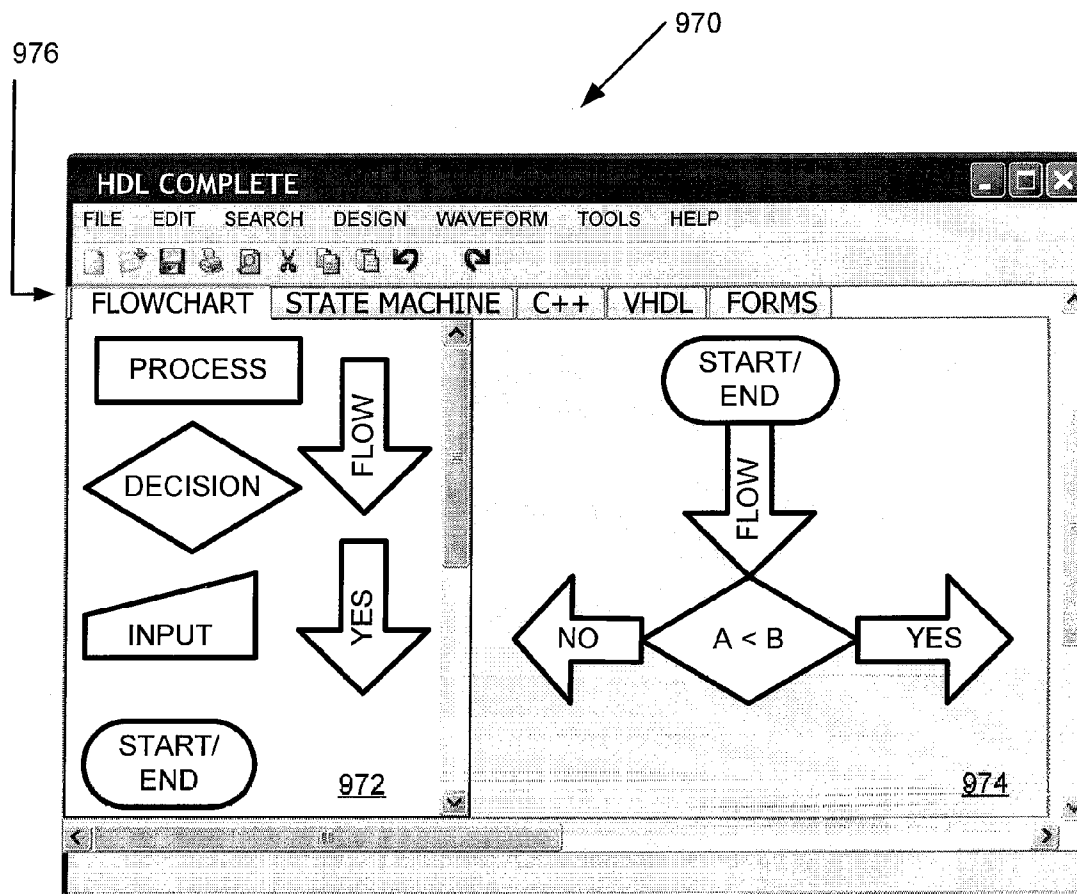 970
976
HDL COMPLETE
FILE EDIT SEARCH DESIGN WAVEFORM TOOLS HELP
FLOWCHART STATE MACHINE C++ VHDL FORMS
PROCESS
FLOW
DECISION
YES
INPUT
START/
END
972
START/
END
FLOW
NO
A < B
YES
974